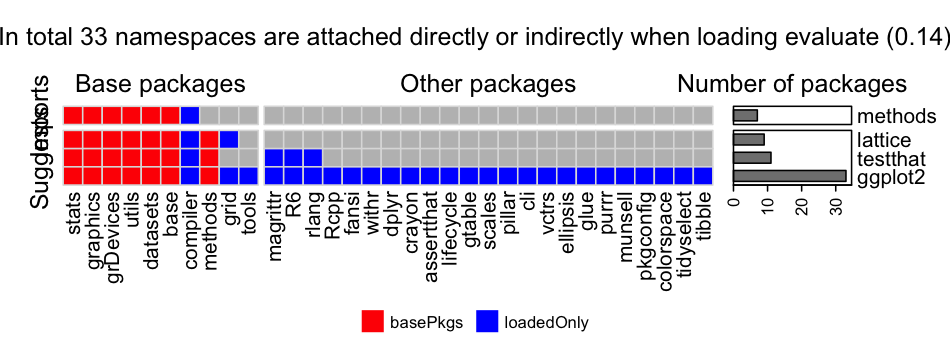 In total 33 namespaces are attached directly or indirectly when loading evaluate (0.14)
Base packages
Other packages
Number of packages
Suggests
methods
lattice
testthat
ggplot2
stats
graphics
grDevices
utils
datasets
base
compiler
methods
grid
tools
magrittr
R6
rlang
Rcpp
fansi
withr
dplyr
crayon
assertthat
lifecycle
gtable
scales
pillar
cli
vctrs
ellipsis
glue
purrr
munsell
pkgconfig
colorspace
tidyselect
tibble
0
10
20
30
basePkgs
loadedOnly